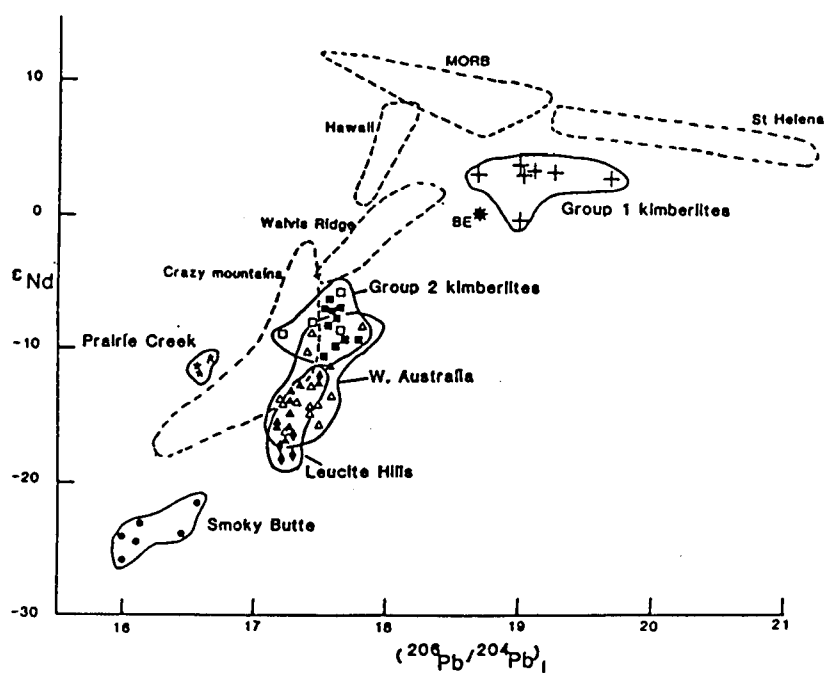 10
0
-10
-20
-30
εNd
MORB
St Helena
Hawaii
Group 1 kimberlites
BE
Walvis Ridge
Crazy mountains
Group 2 kimberlites
Prairie Creek
W. Australia
Leucite Hills
Smoky Butte
16
17
18
19
20
21
(206Pb/204Pb)I